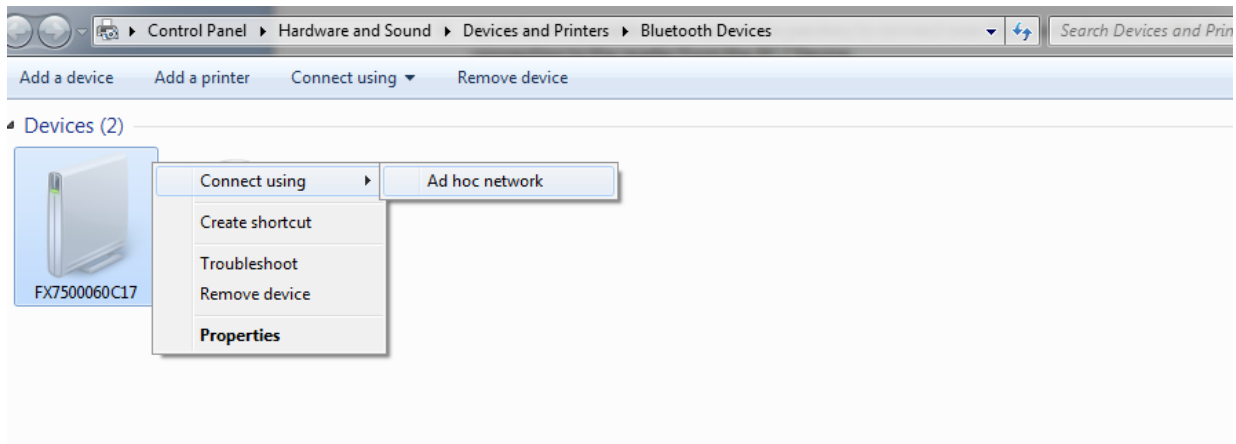 Control Panel Hardware and Sound Devices and Printers Bluetooth Devices Search Devices and Prin
Add a device Add a printer Connect using Remove device
Devices (2)
Connect using Ad hoc network
Create shortcut
Troubleshoot
Remove device
Properties
FX7500060C17